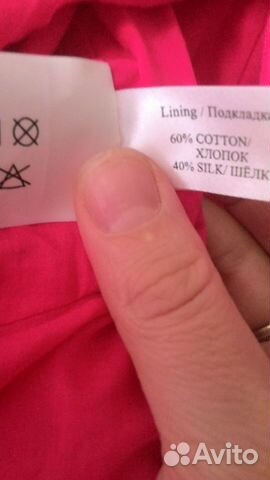 Lining / Подкладка
60% COTTON/
ХЛОПОК
40% SILK/ ШЁЛК
Avito